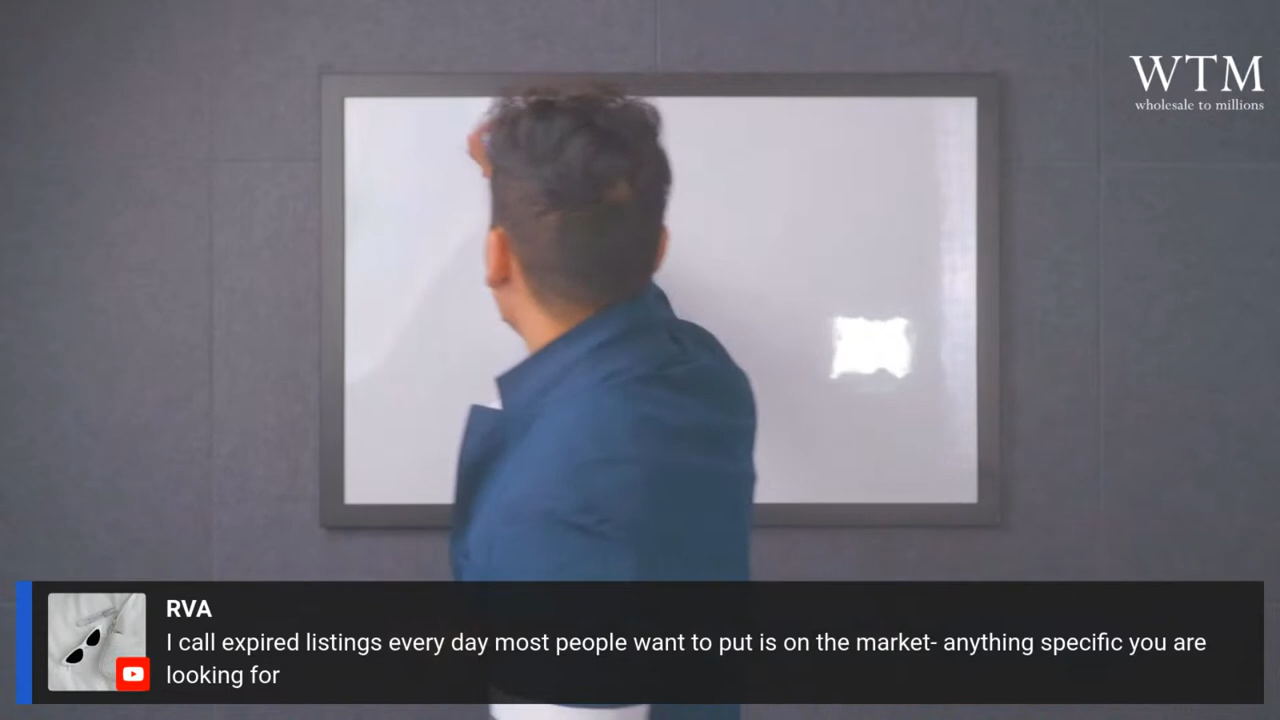 WTM
wholesale to millions
RVA
I call expired listings every day most people want to put is on the market- anything specific you are
looking for